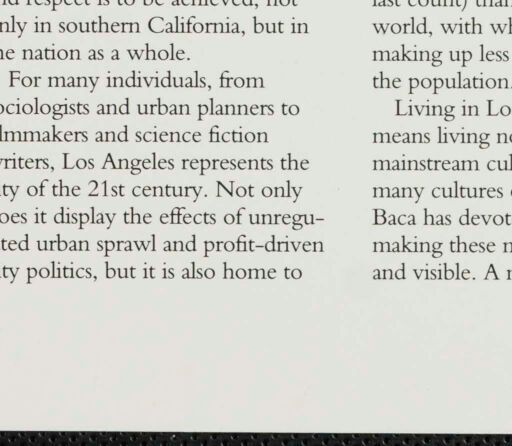 nd respect is to be achieved, not
nly in southern California, but in
he nation as a whole.
For many individuals, from
ociologists and urban planners to
lmmakers and science fiction
riters, Los Angeles represents the
ity of the 21st century. Not only
oes it display the effects of unregu-
ted urban sprawl and profit-driven
ty politics, but it is also home to
last count) than
world, with wh
making up less
the population.
Living in Lo
means living no
mainstream cul
many cultures
Baca has devot
making these n
and visible. A